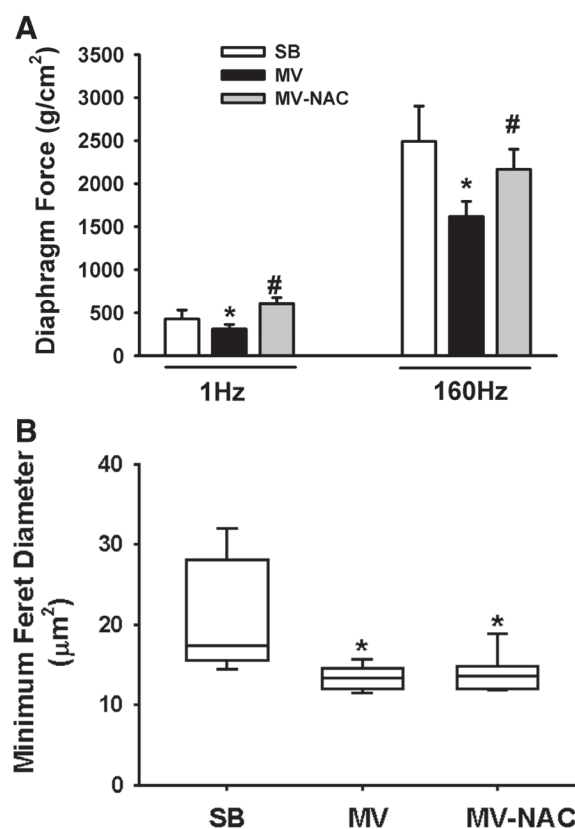 A
Diaphragm Force (g/cm²)
3500
3000
2500
2000
1500
1000
500
0
SB
MV
MV-NAC
*
#
*
#
1Hz
160Hz
B
Minimum Feret Diameter
(μm²)
40
30
20
10
0
*
*
SB
MV
MV-NAC